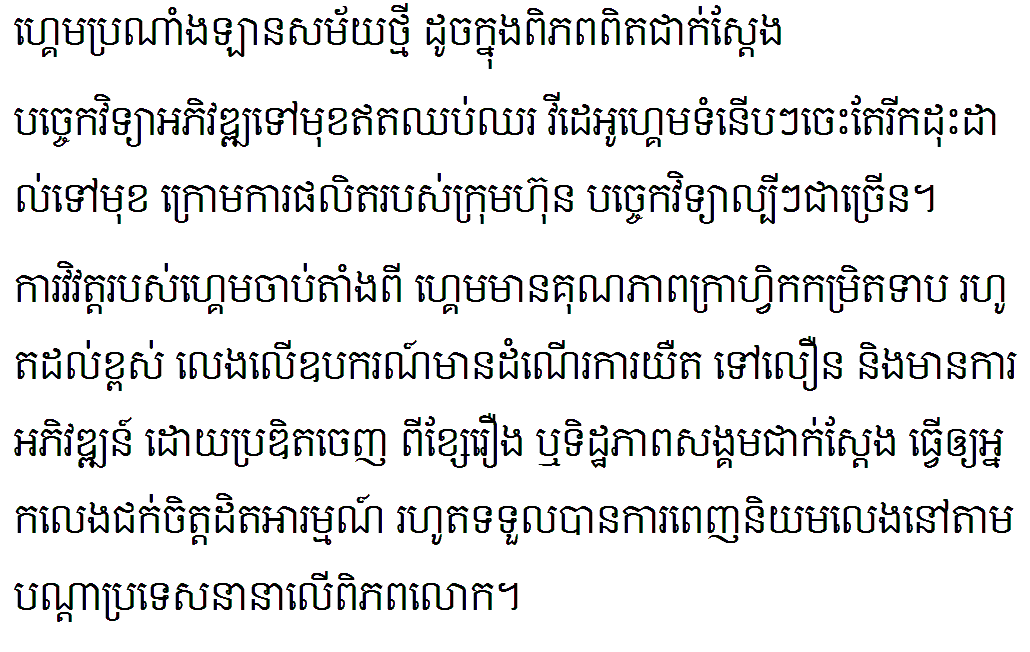 ហ្គេមប្រណាំងឡានសម័យថ្មី ដូចក្នុងពិភពពិតជាក់ស្តែង
បច្ចេកវិទ្យាអភិវឌ្ឍទៅមុខឥតឈប់ឈរ វីដេអូហ្គេមទំនើបៗចេះតែរីកដុះដា
ល់ទៅមុខ ក្រោមការផលិតរបស់ក្រុមហ៊ុន បច្ចេកវិទ្យាល្បីៗជាច្រើន។
ការវិវត្តរបស់ហ្គេមចាប់តាំងពី ហ្គេមមានគុណភាពក្រាហ្វិកកម្រិតទាប រហូ
តដល់ខ្ពស់ លេងលើឧបករណ៍មានដំណើរការយឺត ទៅលឿន និងមានការ
អភិវឌ្ឍន៍ ដោយប្រឌិតចេញ ពីខ្សែរឿង ឬទិដ្ឋភាពសង្គមជាក់ស្តែង ធ្វើឲ្យអ្ន
កលេងជក់ចិត្តដិតអារម្មណ៍ រហូតទទួលបានការពេញនិយមលេងនៅតាម
បណ្តាប្រទេសនានាលើពិភពលោក។